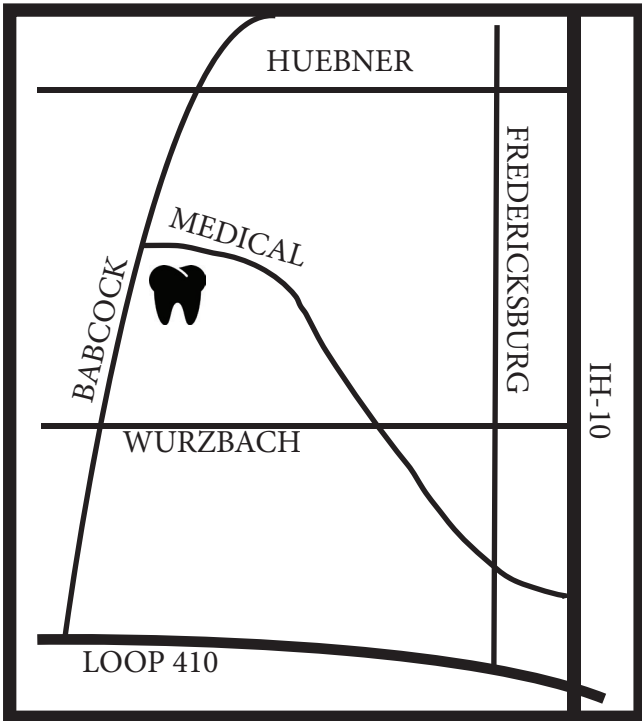 HUEBNER
FREDERICKSBURG
MEDICAL
BABCOCK
IH-10
WURZBACH
LOOP 410